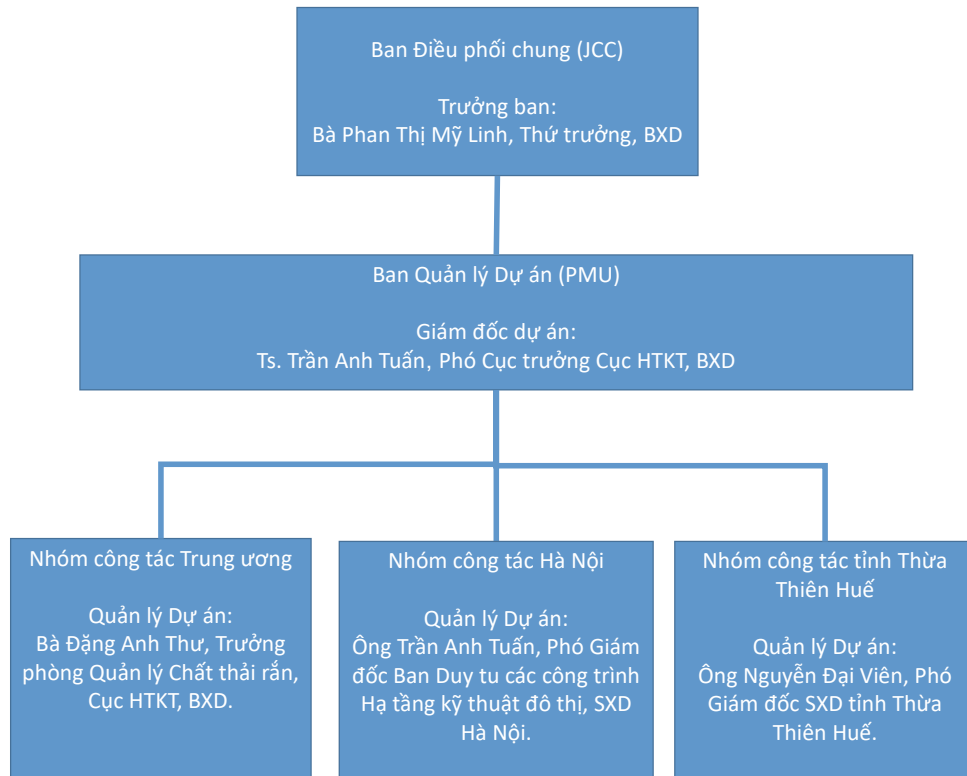 Ban Điều phối chung (JCC)
Trưởng ban:
Bà Phan Thị Mỹ Linh, Thứ trưởng, BXD
Ban Quản lý Dự án (PMU)
Giám đốc dự án:
Ts. Trần Anh Tuấn, Phó Cục trưởng Cục HTKT, BXD
Nhóm công tác Trung ương
Quản lý Dự án:
Bà Đặng Anh Thư, Trưởng
phòng Quản lý Chất thải rắn,
Cục HTKT, BXD.
Nhóm công tác Hà Nội
Quản lý Dự án:
Ông Trần Anh Tuấn, Phó Giám
đốc Ban Duy tu các công trình
Hạ tầng kỹ thuật đô thị, SXD
Hà Nội.
Nhóm công tác tỉnh Thừa
Thiên Huế
Quản lý Dự án:
Ông Nguyễn Đại Viên, Phó
Giám đốc SXD tỉnh Thừa
Thiên Huế.